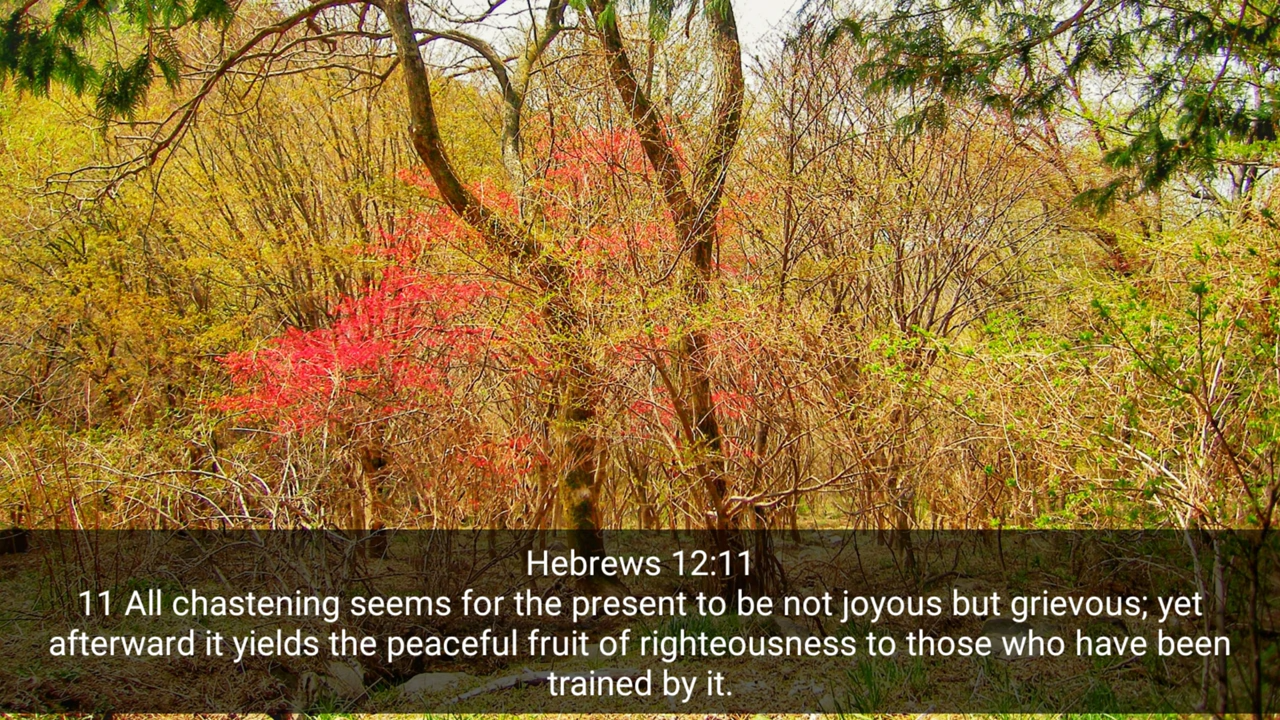 Hebrews 12:11
11 All chastening seems for the present to be not joyous but grievous; yet
afterward it yields the peaceful fruit of righteousness to those who have been
trained by it.